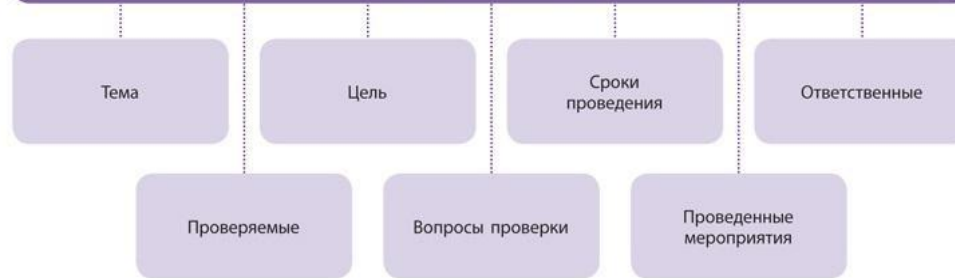 Тема
Цель
Сроки
проведения
Ответственные
Проверяемые
Вопросы проверки
Проведенные
мероприятия